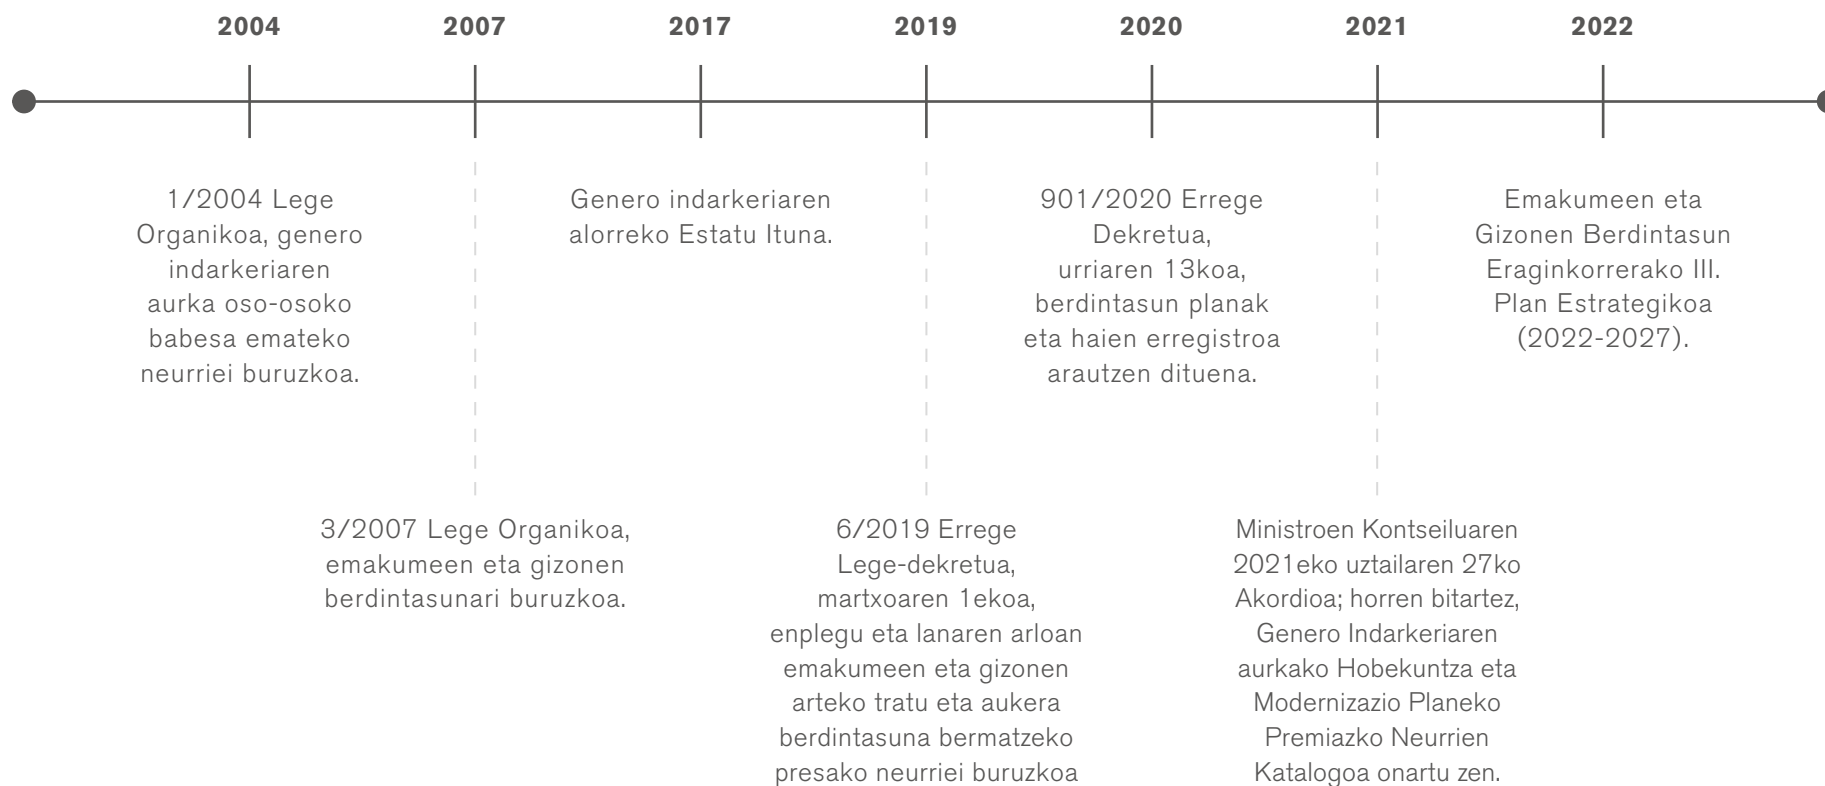 2004
2007
2017
2019
2020
2021
2022
1/2004 Lege
Organikoa, genero
indarkeriaren
aurka oso-osoko
babesa emateko
neurriei buruzkoa.
Genero indarkeriaren
alorreko Estatu Ituna.
901/2020 Errege
Dekretua,
urriaren 13koa,
berdintasun planak
eta haien erregistroa
arautzen dituena.
Emakumeen eta
Gizonen Berdintasun
Eraginkorrerako III.
Plan Estrategikoa
(2022-2027).
3/2007 Lege Organikoa,
emakumeen eta gizonen
berdintasunari buruzkoa.
6/2019 Errege
Lege-dekretua,
martxoaren 1ekoa,
enplegu eta lanaren arloan
emakumeen eta gizonen
arteko tratu eta aukera
berdintasuna bermatzeko
presako neurriei buruzkoa
Ministroen Kontseiluaren
2021eko uztailaren 27ko
Akordioa; horren bitartez,
Genero Indarkeriaren
aurkako Hobekuntza eta
Modernizazio Planeko
Premiazko Neurrien
Katalogoa onartu zen.